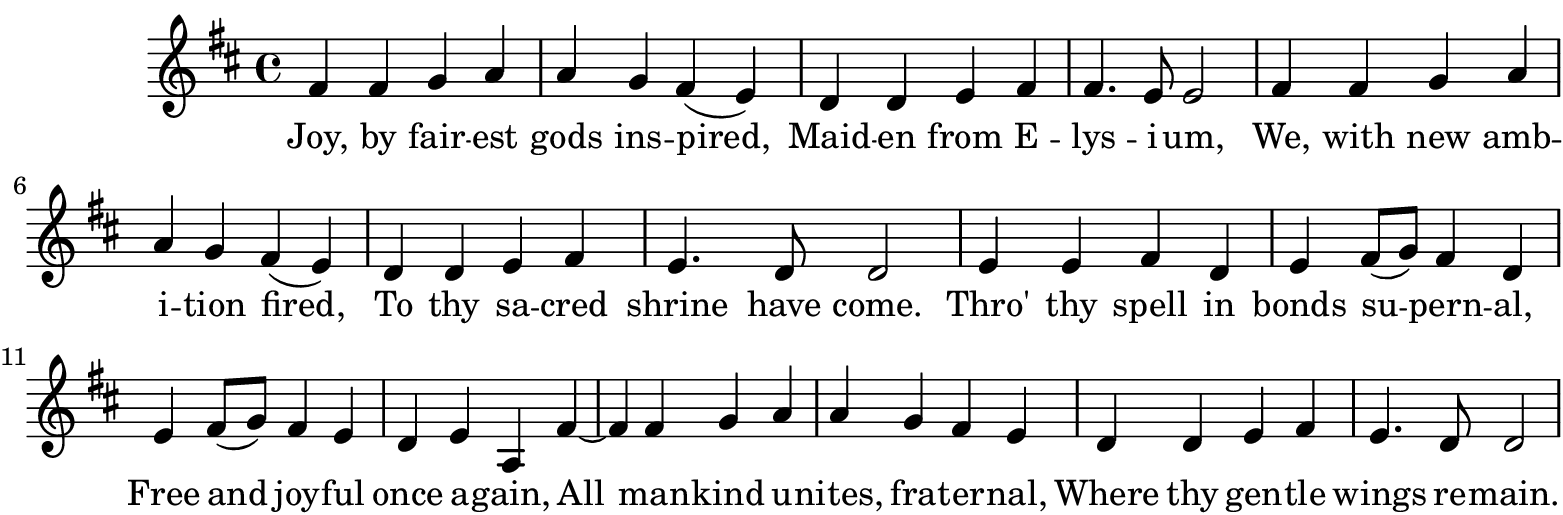 Joy, by fair-est gods ins-pired, Maid-en from E-lys-ium, We, with new amb-
6
i-tion fired, To thy sa-cred shrine have come. Thro' thy spell in bonds su-pern-al,
11
Free and joyful once again, All mankind unites, fraternal, Where thy gentle wings remain.